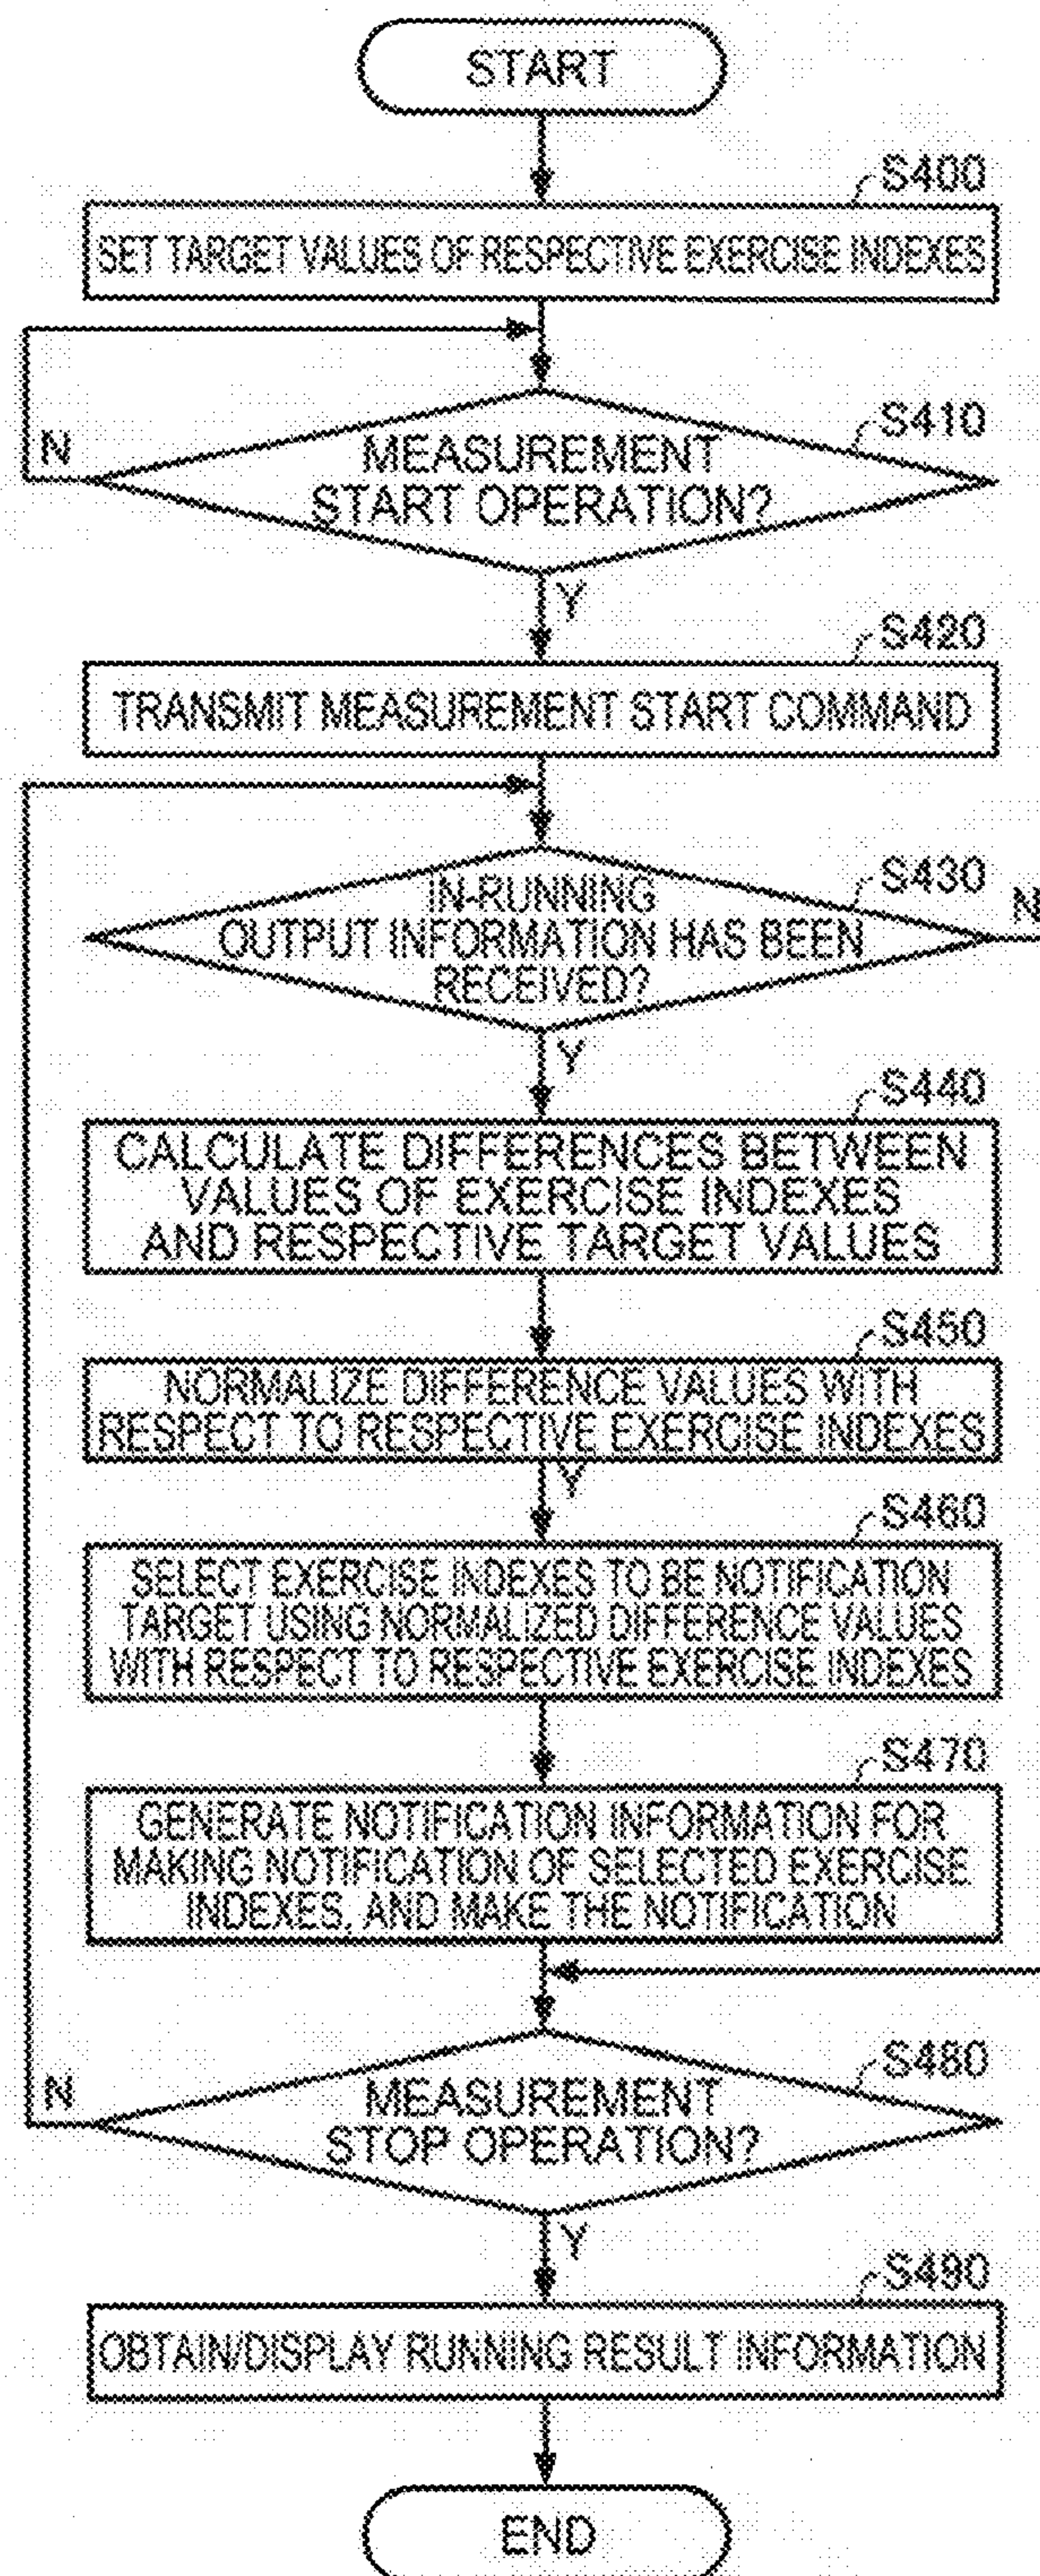 START
S400
SET TARGET VALUES OF RESPECTIVE EXERCISE INDEXES
S410
N
MEASUREMENT
START OPERATION?
Y
S420
TRANSMIT MEASUREMENT START COMMAND
S430
N
IN-RUNNING
OUTPUT INFORMATION HAS BEEN
RECEIVED?
Y
S440
CALCULATE DIFFERENCES BETWEEN
VALUES OF EXERCISE INDEXES
AND RESPECTIVE TARGET VALUES
S450
NORMALIZE DIFFERENCE VALUES WITH
RESPECT TO RESPECTIVE EXERCISE INDEXES
Y
S460
SELECT EXERCISE INDEXES TO BE NOTIFICATION
TARGET USING NORMALIZED DIFFERENCE VALUES
WITH RESPECT TO RESPECTIVE EXERCISE INDEXES
S470
GENERATE NOTIFICATION INFORMATION FOR
MAKING NOTIFICATION OF SELECTED EXERCISE
INDEXES, AND MAKE THE NOTIFICATION
S480
N
MEASUREMENT
STOP OPERATION?
Y
S490
OBTAIN/DISPLAY RUNNING RESULT INFORMATION
END